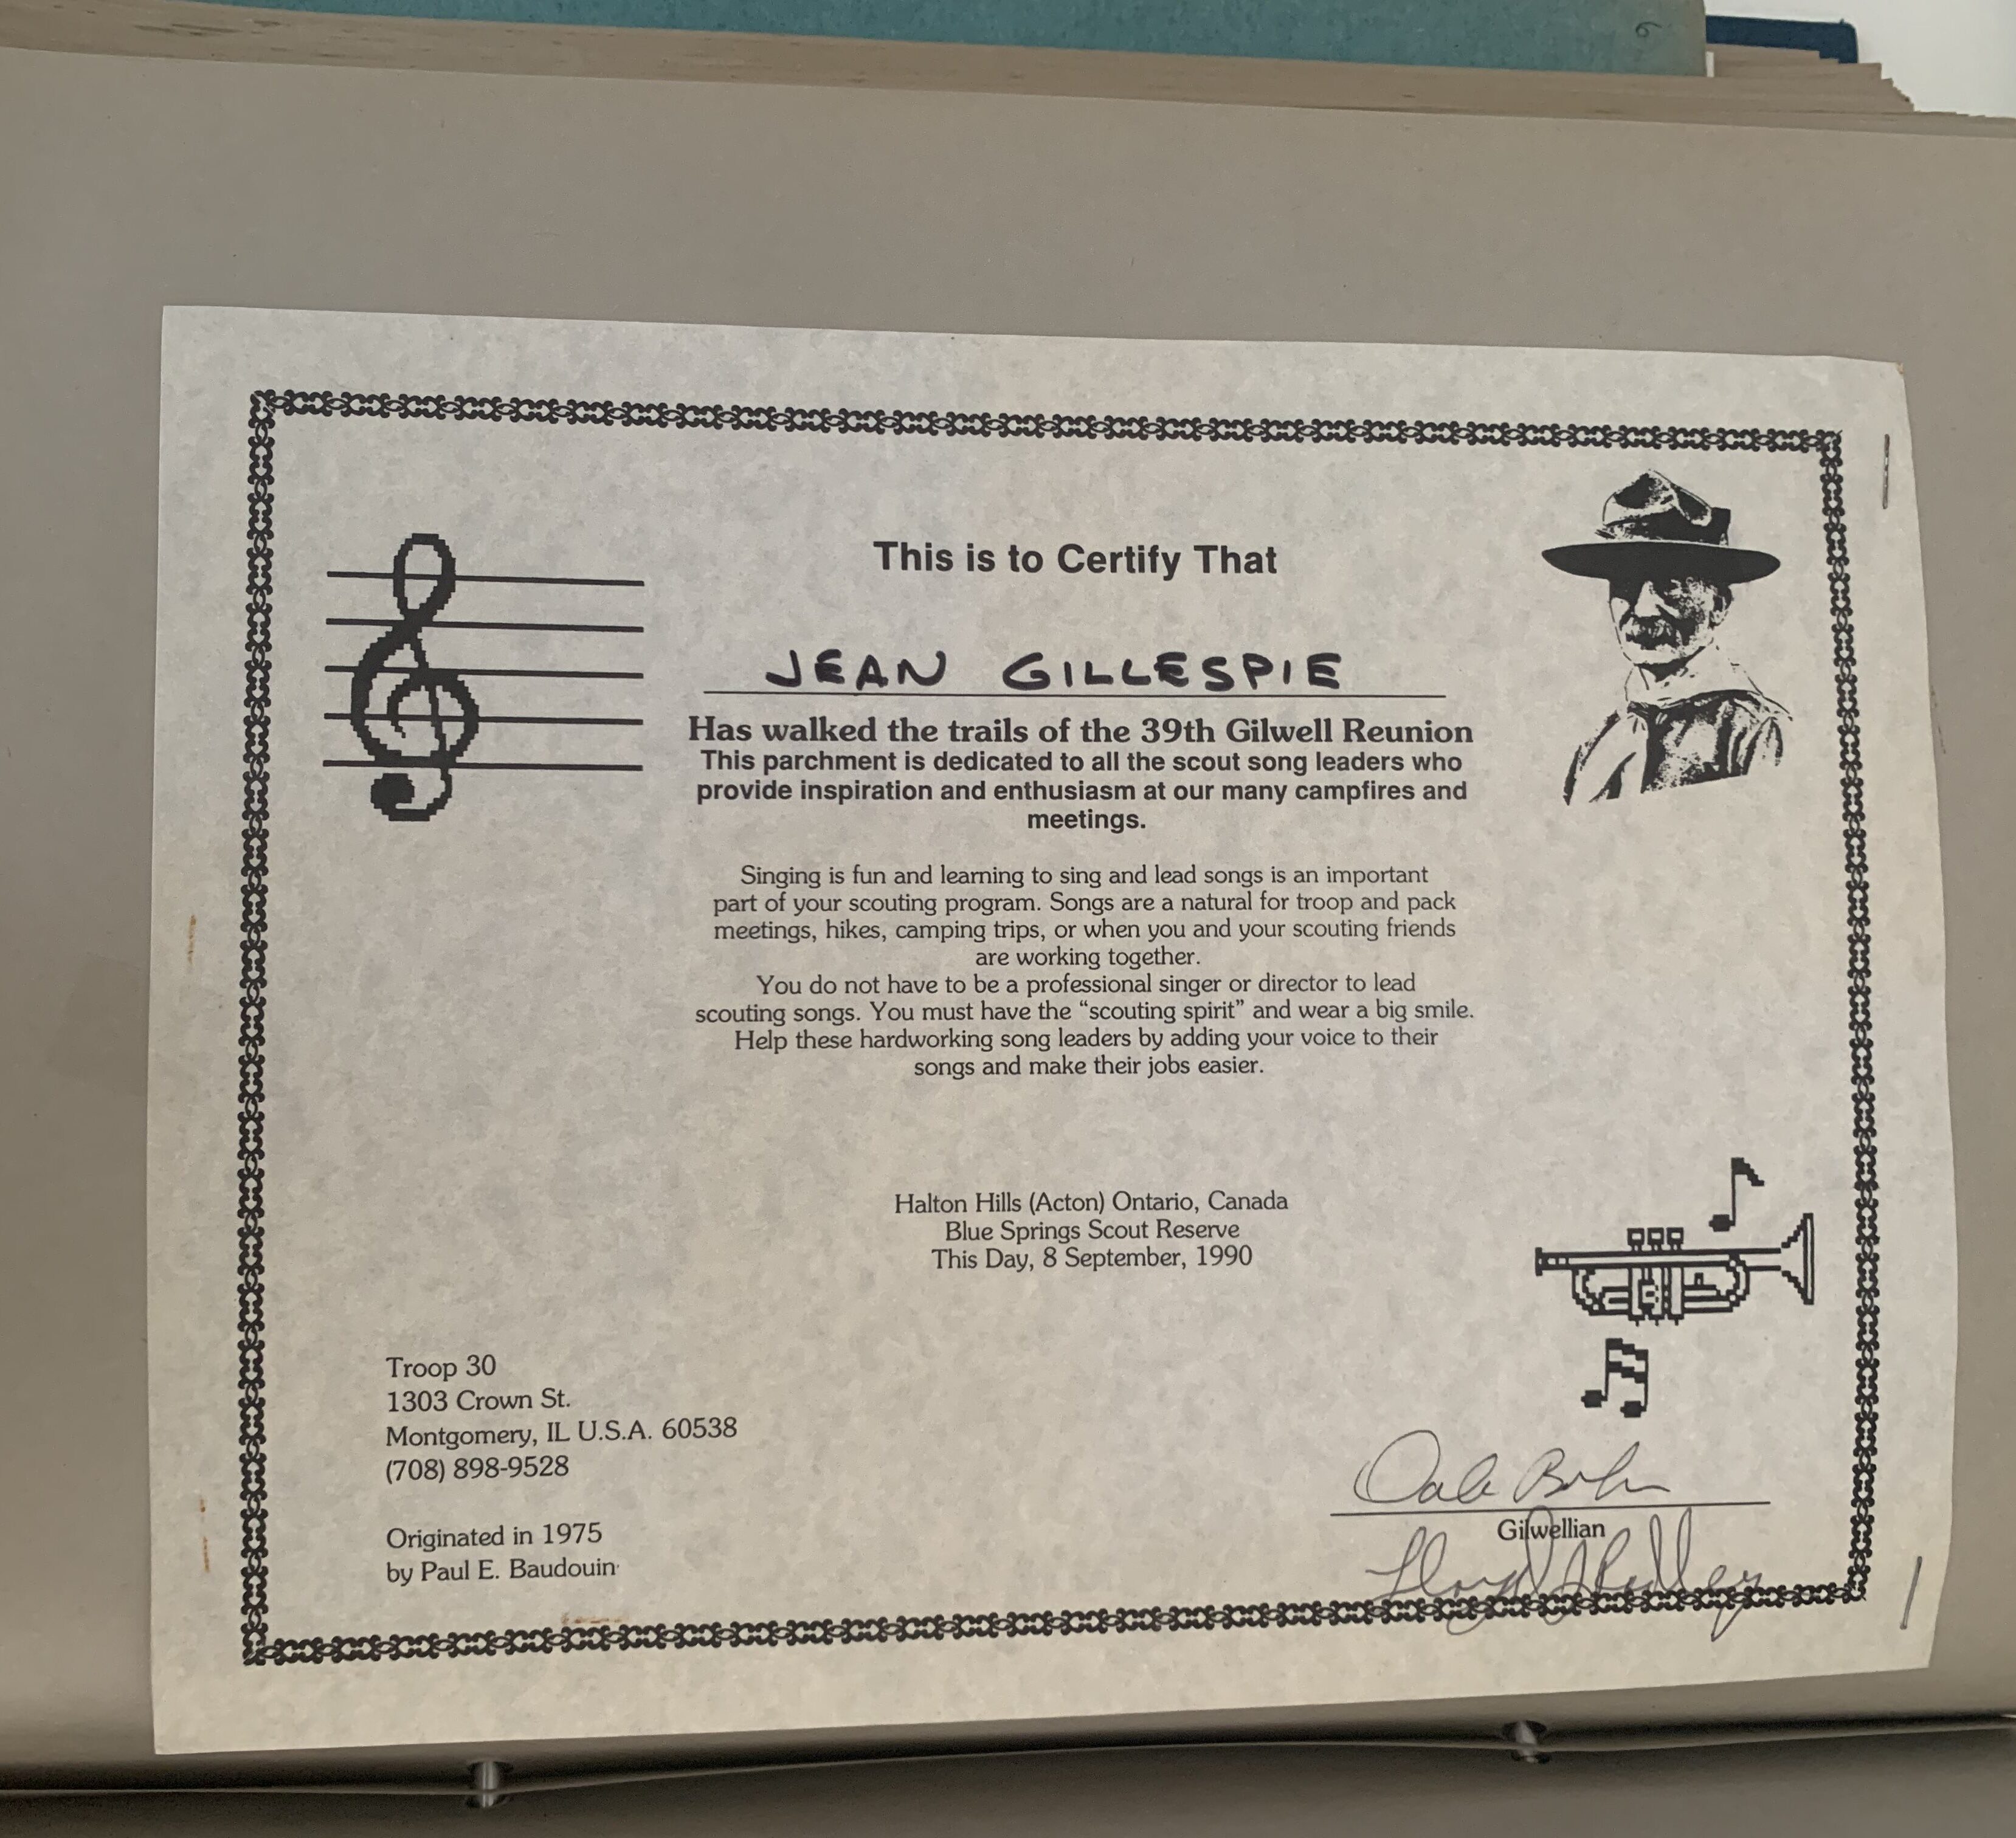 This is to Certify That
JEAN GILLESPIE
Has walked the trails of the 39th Gilwell Reunion
This parchment is dedicated to all the scout song leaders who
provide inspiration and enthusiasm at our many campfires and
meetings.
Singing is fun and learning to sing and lead songs is an important
part of your scouting program. Songs are a natural for troop and pack
meetings, hikes, camping trips, or when you and your scouting friends
are working together.
You do not have to be a professional singer or director to lead
scouting songs. You must have the “scouting spirit” and wear a big smile.
Help these hardworking song leaders by adding your voice to their
songs and make their jobs easier.
Halton Hills (Acton) Ontario, Canada
Blue Springs Scout Reserve
This Day, 8 September, 1990
Troop 30
1303 Crown St.
Montgomery, IL U.S.A. 60538
(708) 898-9528
Originated in 1975
by Paul E. Baudouin
Dale
Gilwellian
Lloyd